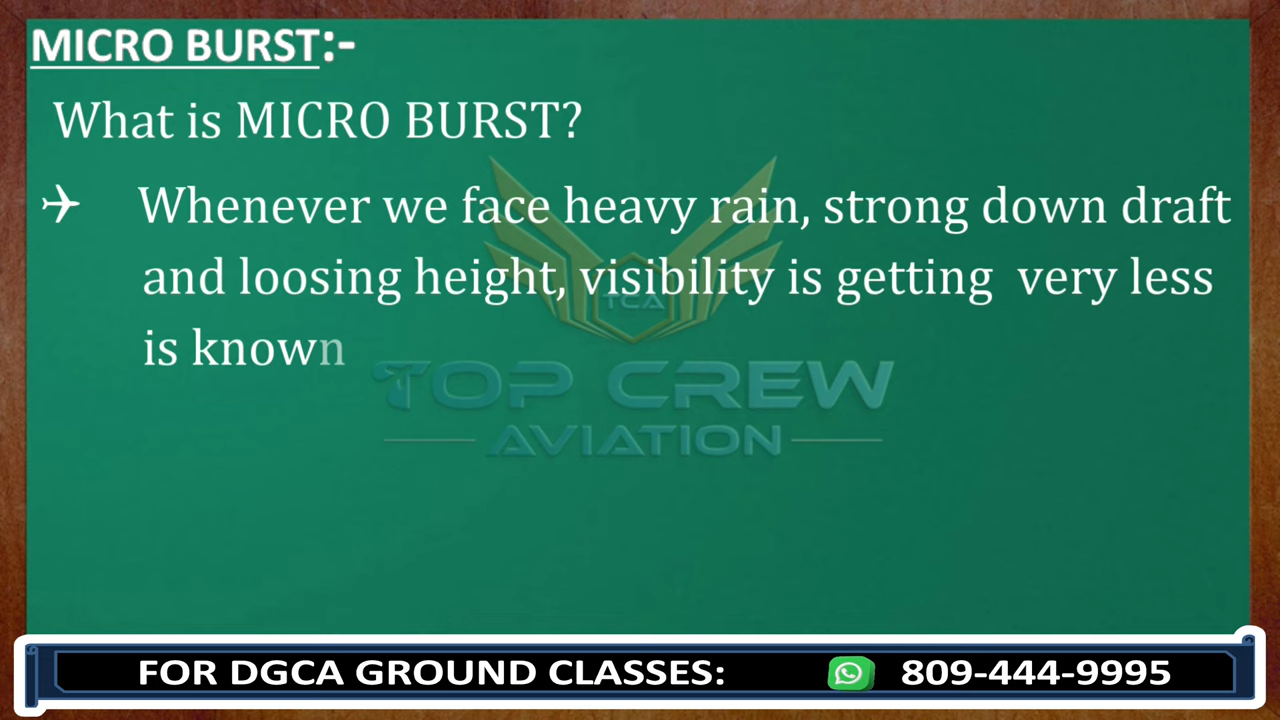 MICRO BURST:-
What is MICRO BURST?
Whenever we face heavy rain, strong down draft
and loosing height, visibility is getting very less
is known
TCA
TOP CREW
AVIATION
FOR DGCA GROUND CLASSES: 809-444-9995